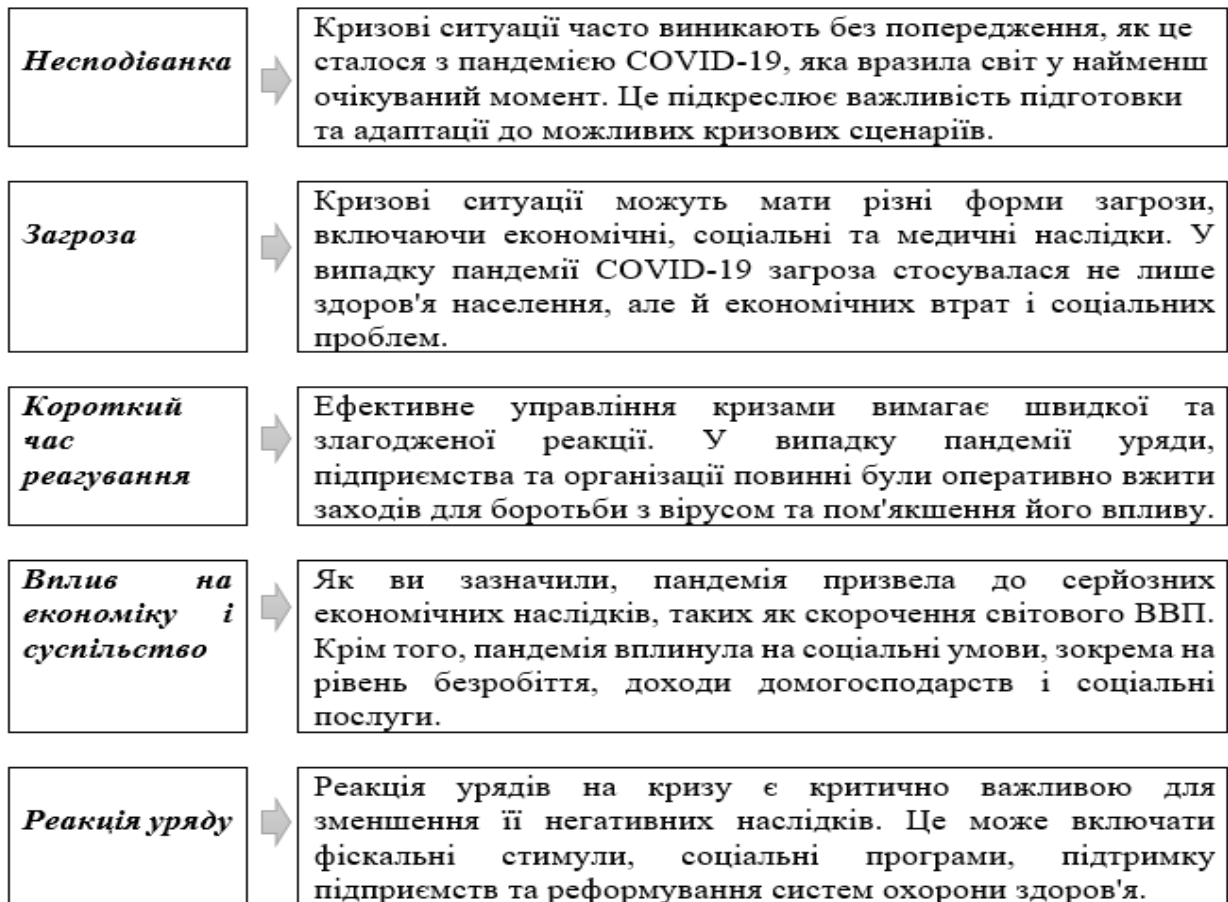 Несподіванка
Кризові ситуації часто виникають без попередження, як це
сталося з пандемією COVID-19, яка вразила світ у найменш
очікуваний момент. Це підкреслює важливість підготовки
та адаптації до можливих кризових сценаріїв.
Загроза
Кризові ситуації можуть мати різні форми загрози,
включаючи економічні, соціальні та медичні наслідки. У
випадку пандемії COVID-19 загроза стосувалася не лише
здоров'я населення, але й економічних втрат і соціальних
проблем.
Короткий
час
реагування
Ефективне управління кризами вимагає швидкої та
злагодженої реакції. У випадку пандемії уряди,
підприємства та організації повинні були оперативно вжити
заходів для боротьби з вірусом та пом'якшення його впливу.
Вплив на
економіку і
суспільство
Як ви зазначили, пандемія призвела до серйозних
економічних наслідків, таких як скорочення світового ВВП.
Крім того, пандемія вплинула на соціальні умови, зокрема на
рівень безробіття, доходи домогосподарств і соціальні
послуги.
Реакція уряду
Реакція урядів на кризу є критично важливою для
зменшення її негативних наслідків. Це може включати
фіскальні стимули, соціальні програми, підтримку
підприємств та реформування систем охорони здоров'я.